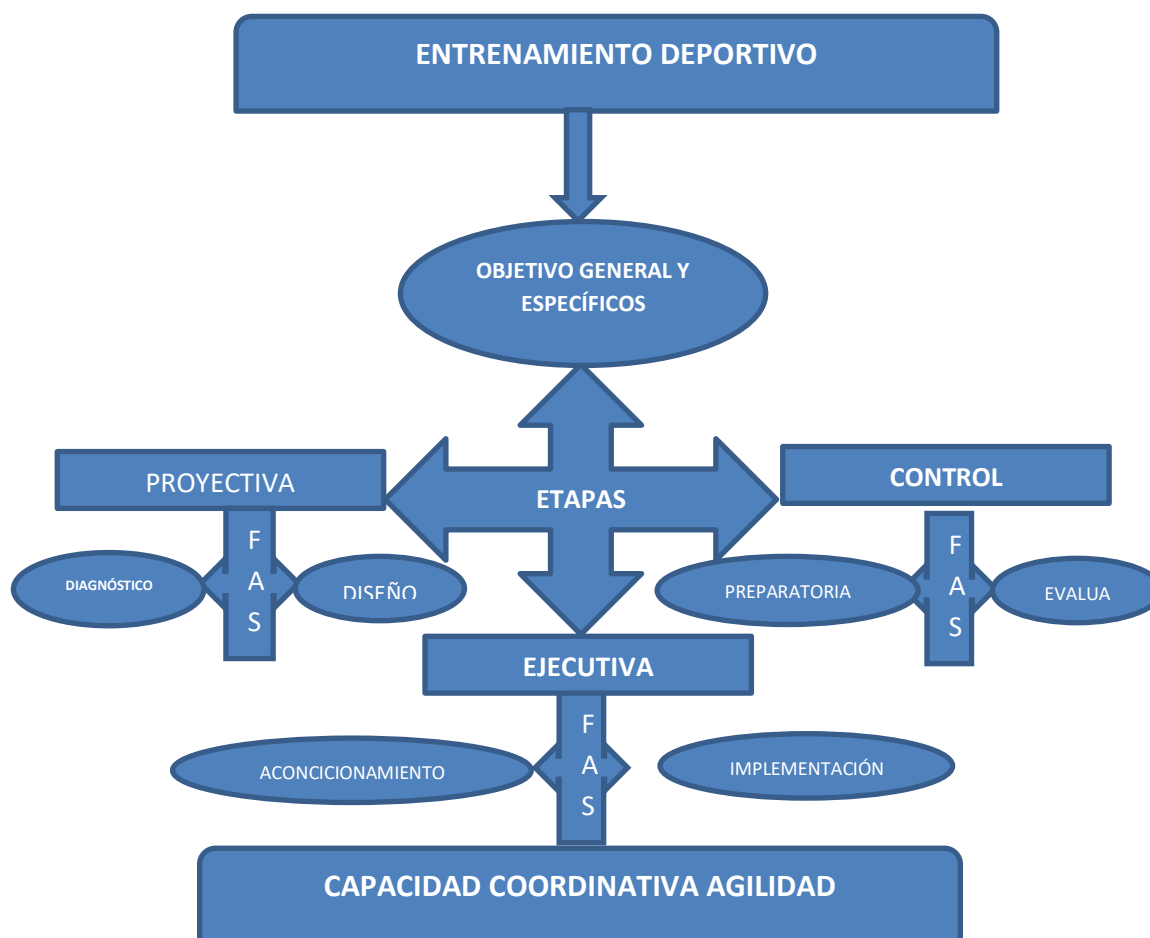 ENTRENAMIENTO DEPORTIVO
OBJETIVO GENERAL Y
ESPECÍFICOS
ETAPAS
PROYECTIVA
F
A
S
DIAGNÓSTICO
DISEÑO
CONTROL
F
A
S
PREPARATORIA
EVALUA
EJECUTIVA
F
A
S
ACONCICIONAMIENTO
IMPLEMENTACIÓN
CAPACIDAD COORDINATIVA AGILIDAD